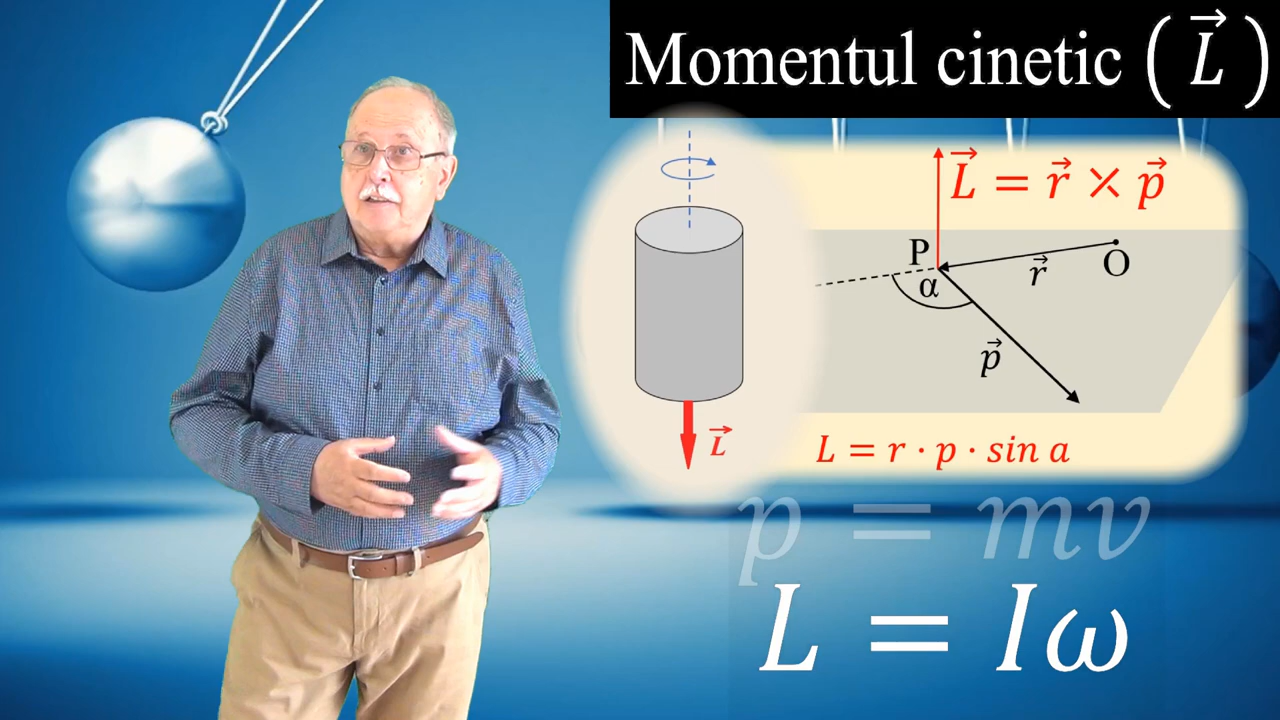 Momentul cinetic ( L⃗ )
L⃗ = r⃗ × p⃗
P
O
α
r⃗
p⃗
L⃗
L = r · p · sin a
p = mv
L = Iω